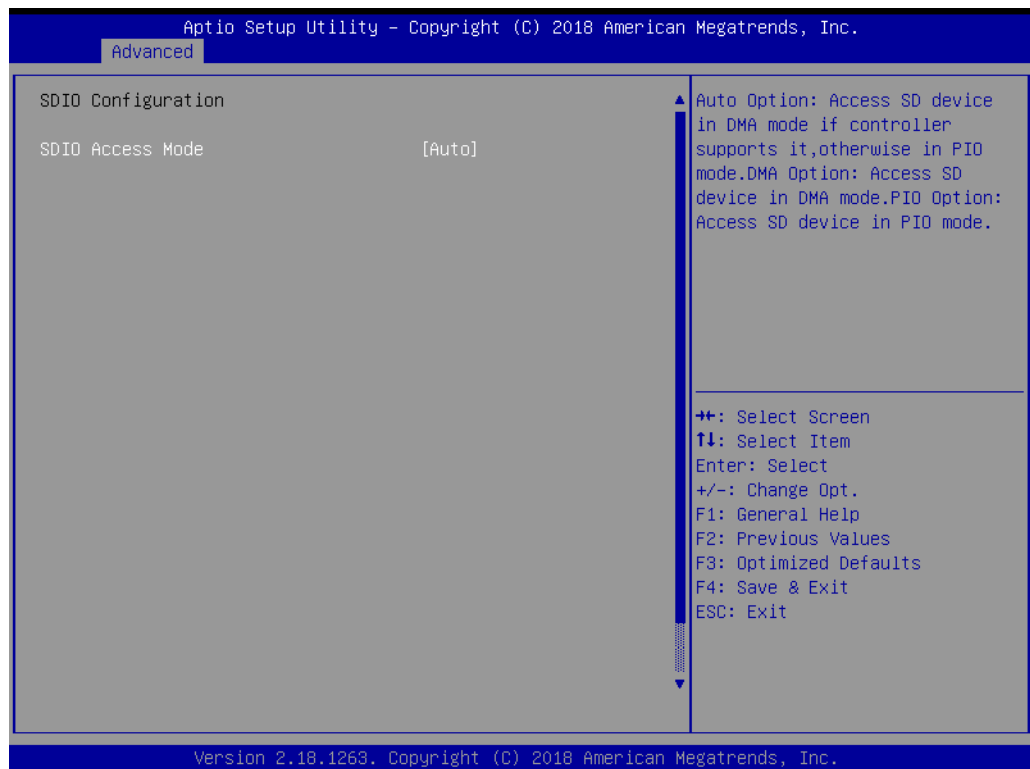 Aptio Setup Utility – Copyright (C) 2018 American Megatrends, Inc.
Advanced
SDIO Configuration
SDIO Access Mode [Auto]
Auto Option: Access SD device
in DMA mode if controller
supports it,otherwise in PIO
mode.DMA Option: Access SD
device in DMA mode.PIO Option:
Access SD device in PIO mode.
→←: Select Screen
↑↓: Select Item
Enter: Select
+/-: Change Opt.
F1: General Help
F2: Previous Values
F3: Optimized Defaults
F4: Save & Exit
ESC: Exit
Version 2.18.1263. Copyright (C) 2018 American Megatrends, Inc.